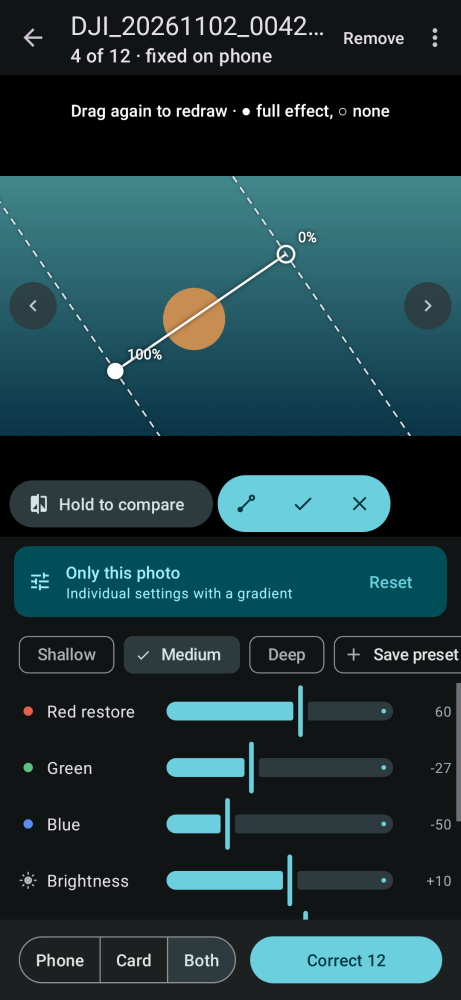 DJI_20261102_0042…
4 of 12 · fixed on phone
Remove
Drag again to redraw · ● full effect, ○ none
0%
100%
Hold to compare
Only this photo
Individual settings with a gradient
Reset
Shallow
Medium
Deep
Save preset
Red restore
60
Green
-27
Blue
-50
Brightness
+10
Phone
Card
Both
Correct 12